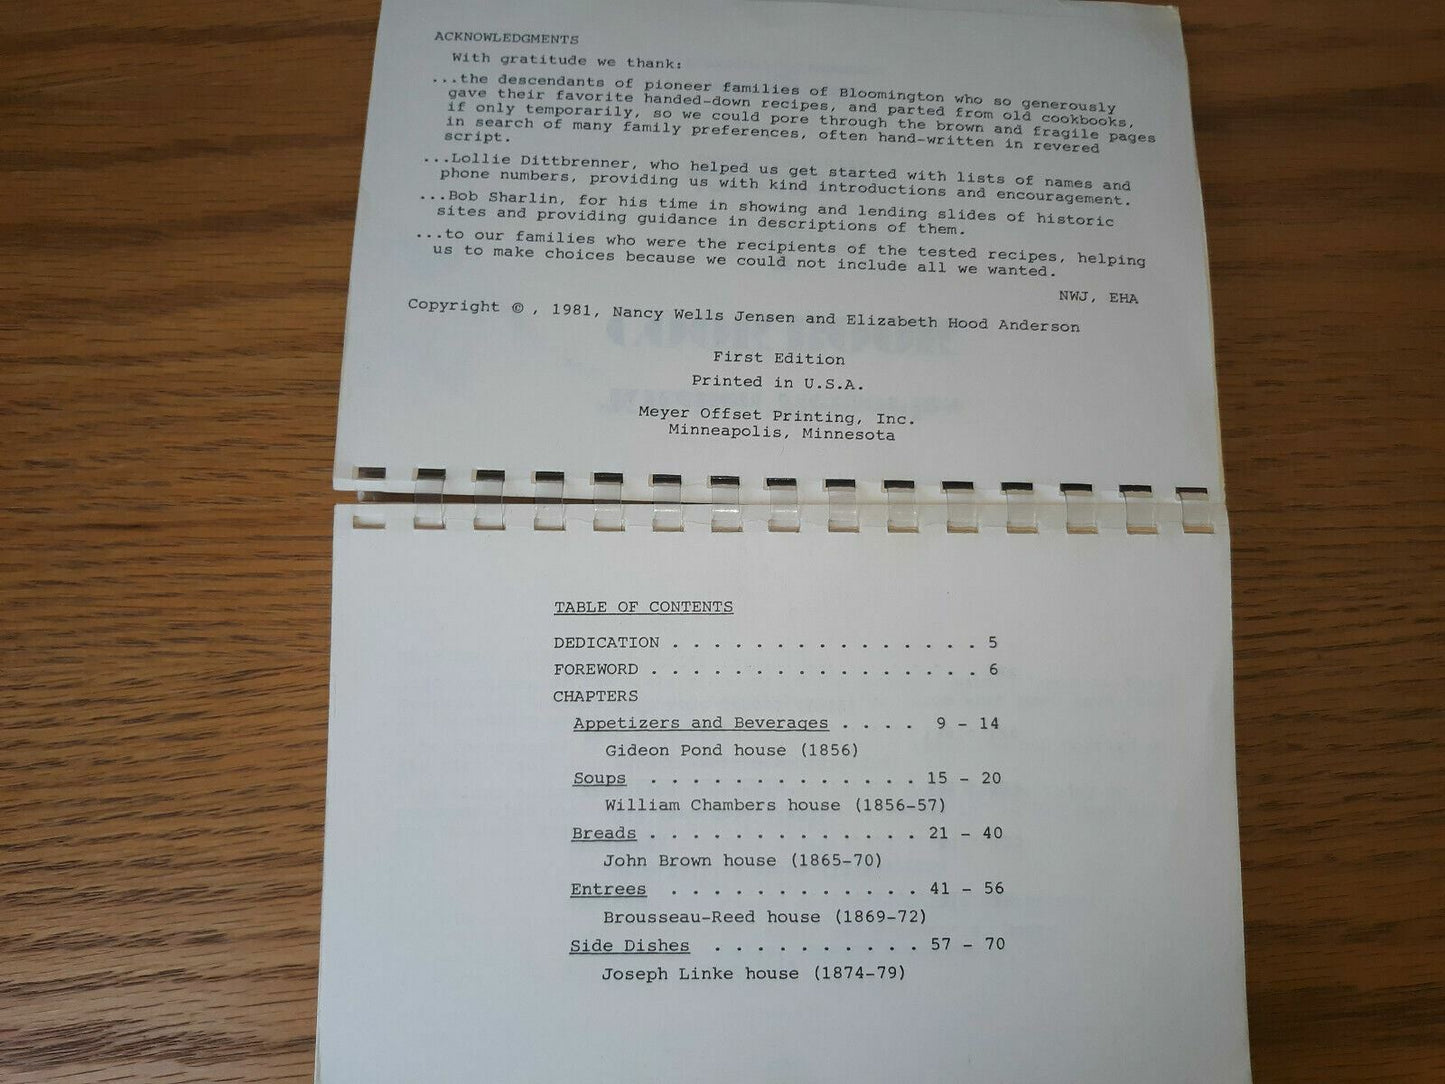 ACKNOWLEDGMENTS
With gratitude we thank:
...the descendants of pioneer families of Bloomington who so generously
gave their favorite handed-down recipes, and parted from old cookbooks,
if only temporarily, so we could pore through the brown and fragile pages
in search of many family preferences, often hand-written in revered
script.
...Lollie Dittbrenner, who helped us get started with lists of names and
phone numbers, providing us with kind introductions and encouragement.
...Bob Sharlin, for his time in showing and lending slides of historic
sites and providing guidance in descriptions of them.
...to our families who were the recipients of the tested recipes, helping
us to make choices because we could not include all we wanted.
NWJ, EHA
Copyright © , 1981, Nancy Wells Jensen and Elizabeth Hood Anderson
First Edition
Printed in U.S.A.
Meyer Offset Printing, Inc.
Minneapolis, Minnesota
TABLE OF CONTENTS
DEDICATION . . . . . . . . . . . . . . . 5
FOREWORD . . . . . . . . . . . . . . . . 6
CHAPTERS
Appetizers and Beverages . . . . 9 - 14
Gideon Pond house (1856)
Soups . . . . . . . . . . . . . 15 - 20
William Chambers house (1856-57)
Breads . . . . . . . . . . . . . 21 - 40
John Brown house (1865-70)
Entrees . . . . . . . . . . . . 41 - 56
Brousseau-Reed house (1869-72)
Side Dishes . . . . . . . . . . 57 - 70
Joseph Linke house (1874-79)